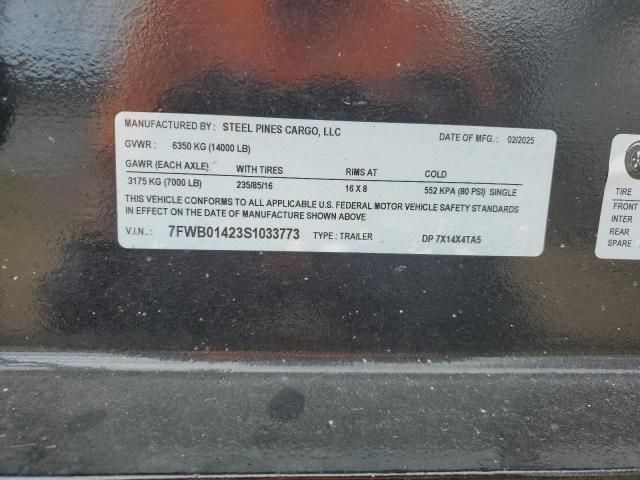 MANUFACTURED BY: STEEL PINES CARGO, LLC DATE OF MFG.: 02/2025
GVWR: 6350 KG (14000 LB)
GAWR (EACH AXLE) WITH TIRES RIMS AT COLD
3175 KG (7000 LB) 235/85/16 16 X 8 552 KPA (80 PSI) SINGLE
THIS VEHICLE CONFORMS TO ALL APPLICABLE U.S. FEDERAL MOTOR VEHICLE SAFETY STANDARDS
IN EFFECT ON THE DATE OF MANUFACTURE SHOWN ABOVE
V.I.N..: 7FWB01423S1033773 TYPE: TRAILER DP 7X14X4TA5
TIRE
FRONT
INTER
REAR
SPARE